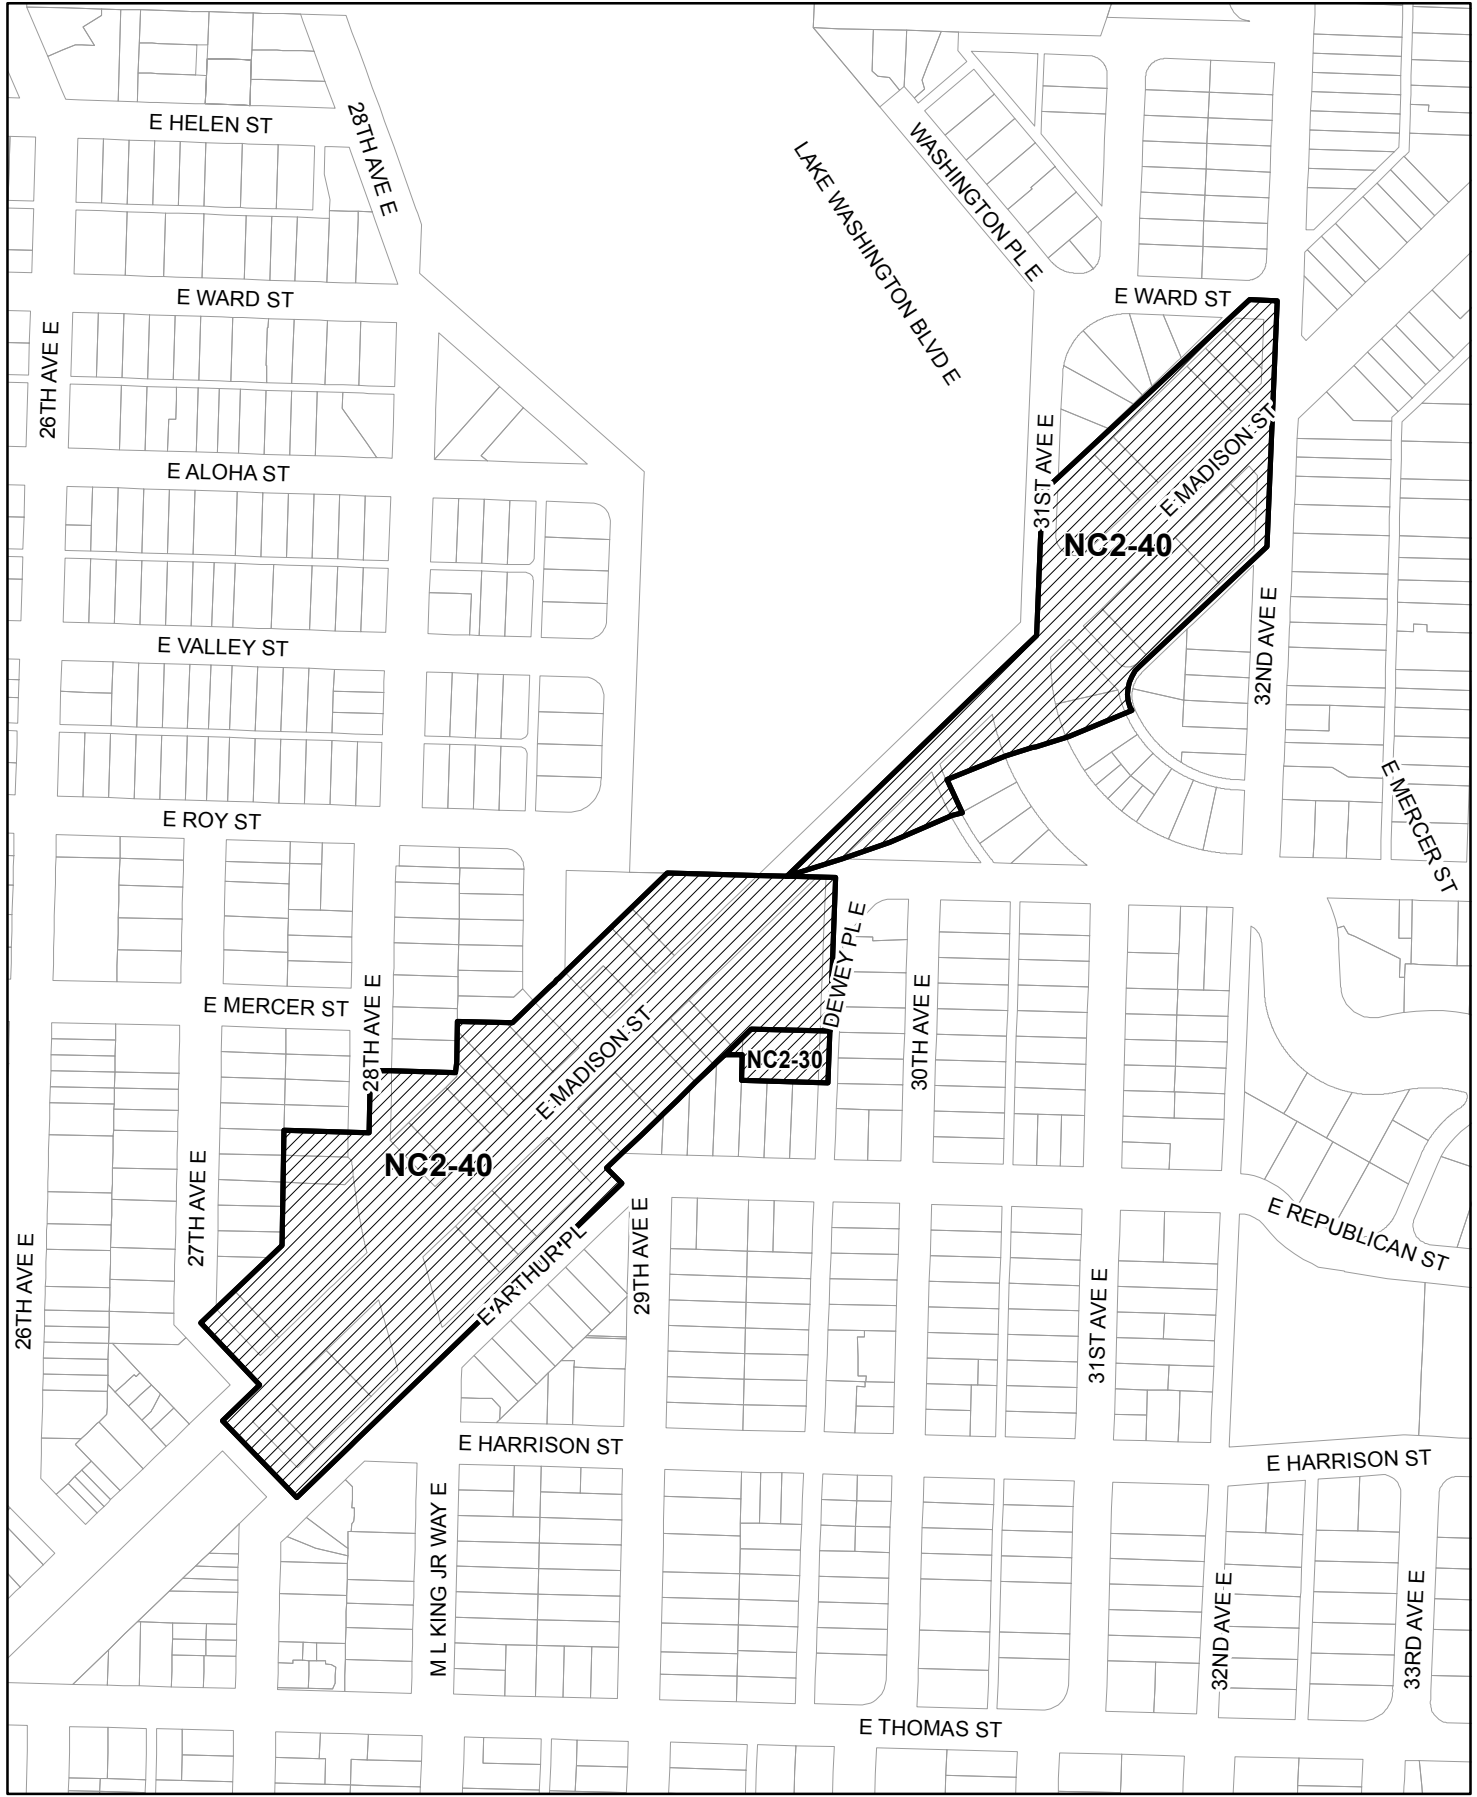 E HELEN ST
28TH AVE E
WASHINGTON PL E
LAKE WASHINGTON BLVD E
E WARD ST
E WARD ST
26TH AVE E
31ST AVE E
E MADISON ST
E ALOHA ST
NC2-40
32ND AVE E
E VALLEY ST
E MERCER ST
E ROY ST
DEWEY PL E
E MERCER ST
28TH AVE E
E MADISON ST
30TH AVE E
NC2-30
NC2-40
27TH AVE E
26TH AVE E
E ARTHUR PL
29TH AVE E
E REPUBLICAN ST
31ST AVE E
E HARRISON ST
E HARRISON ST
M L KING JR WAY E
32ND AVE E
33RD AVE E
E THOMAS ST